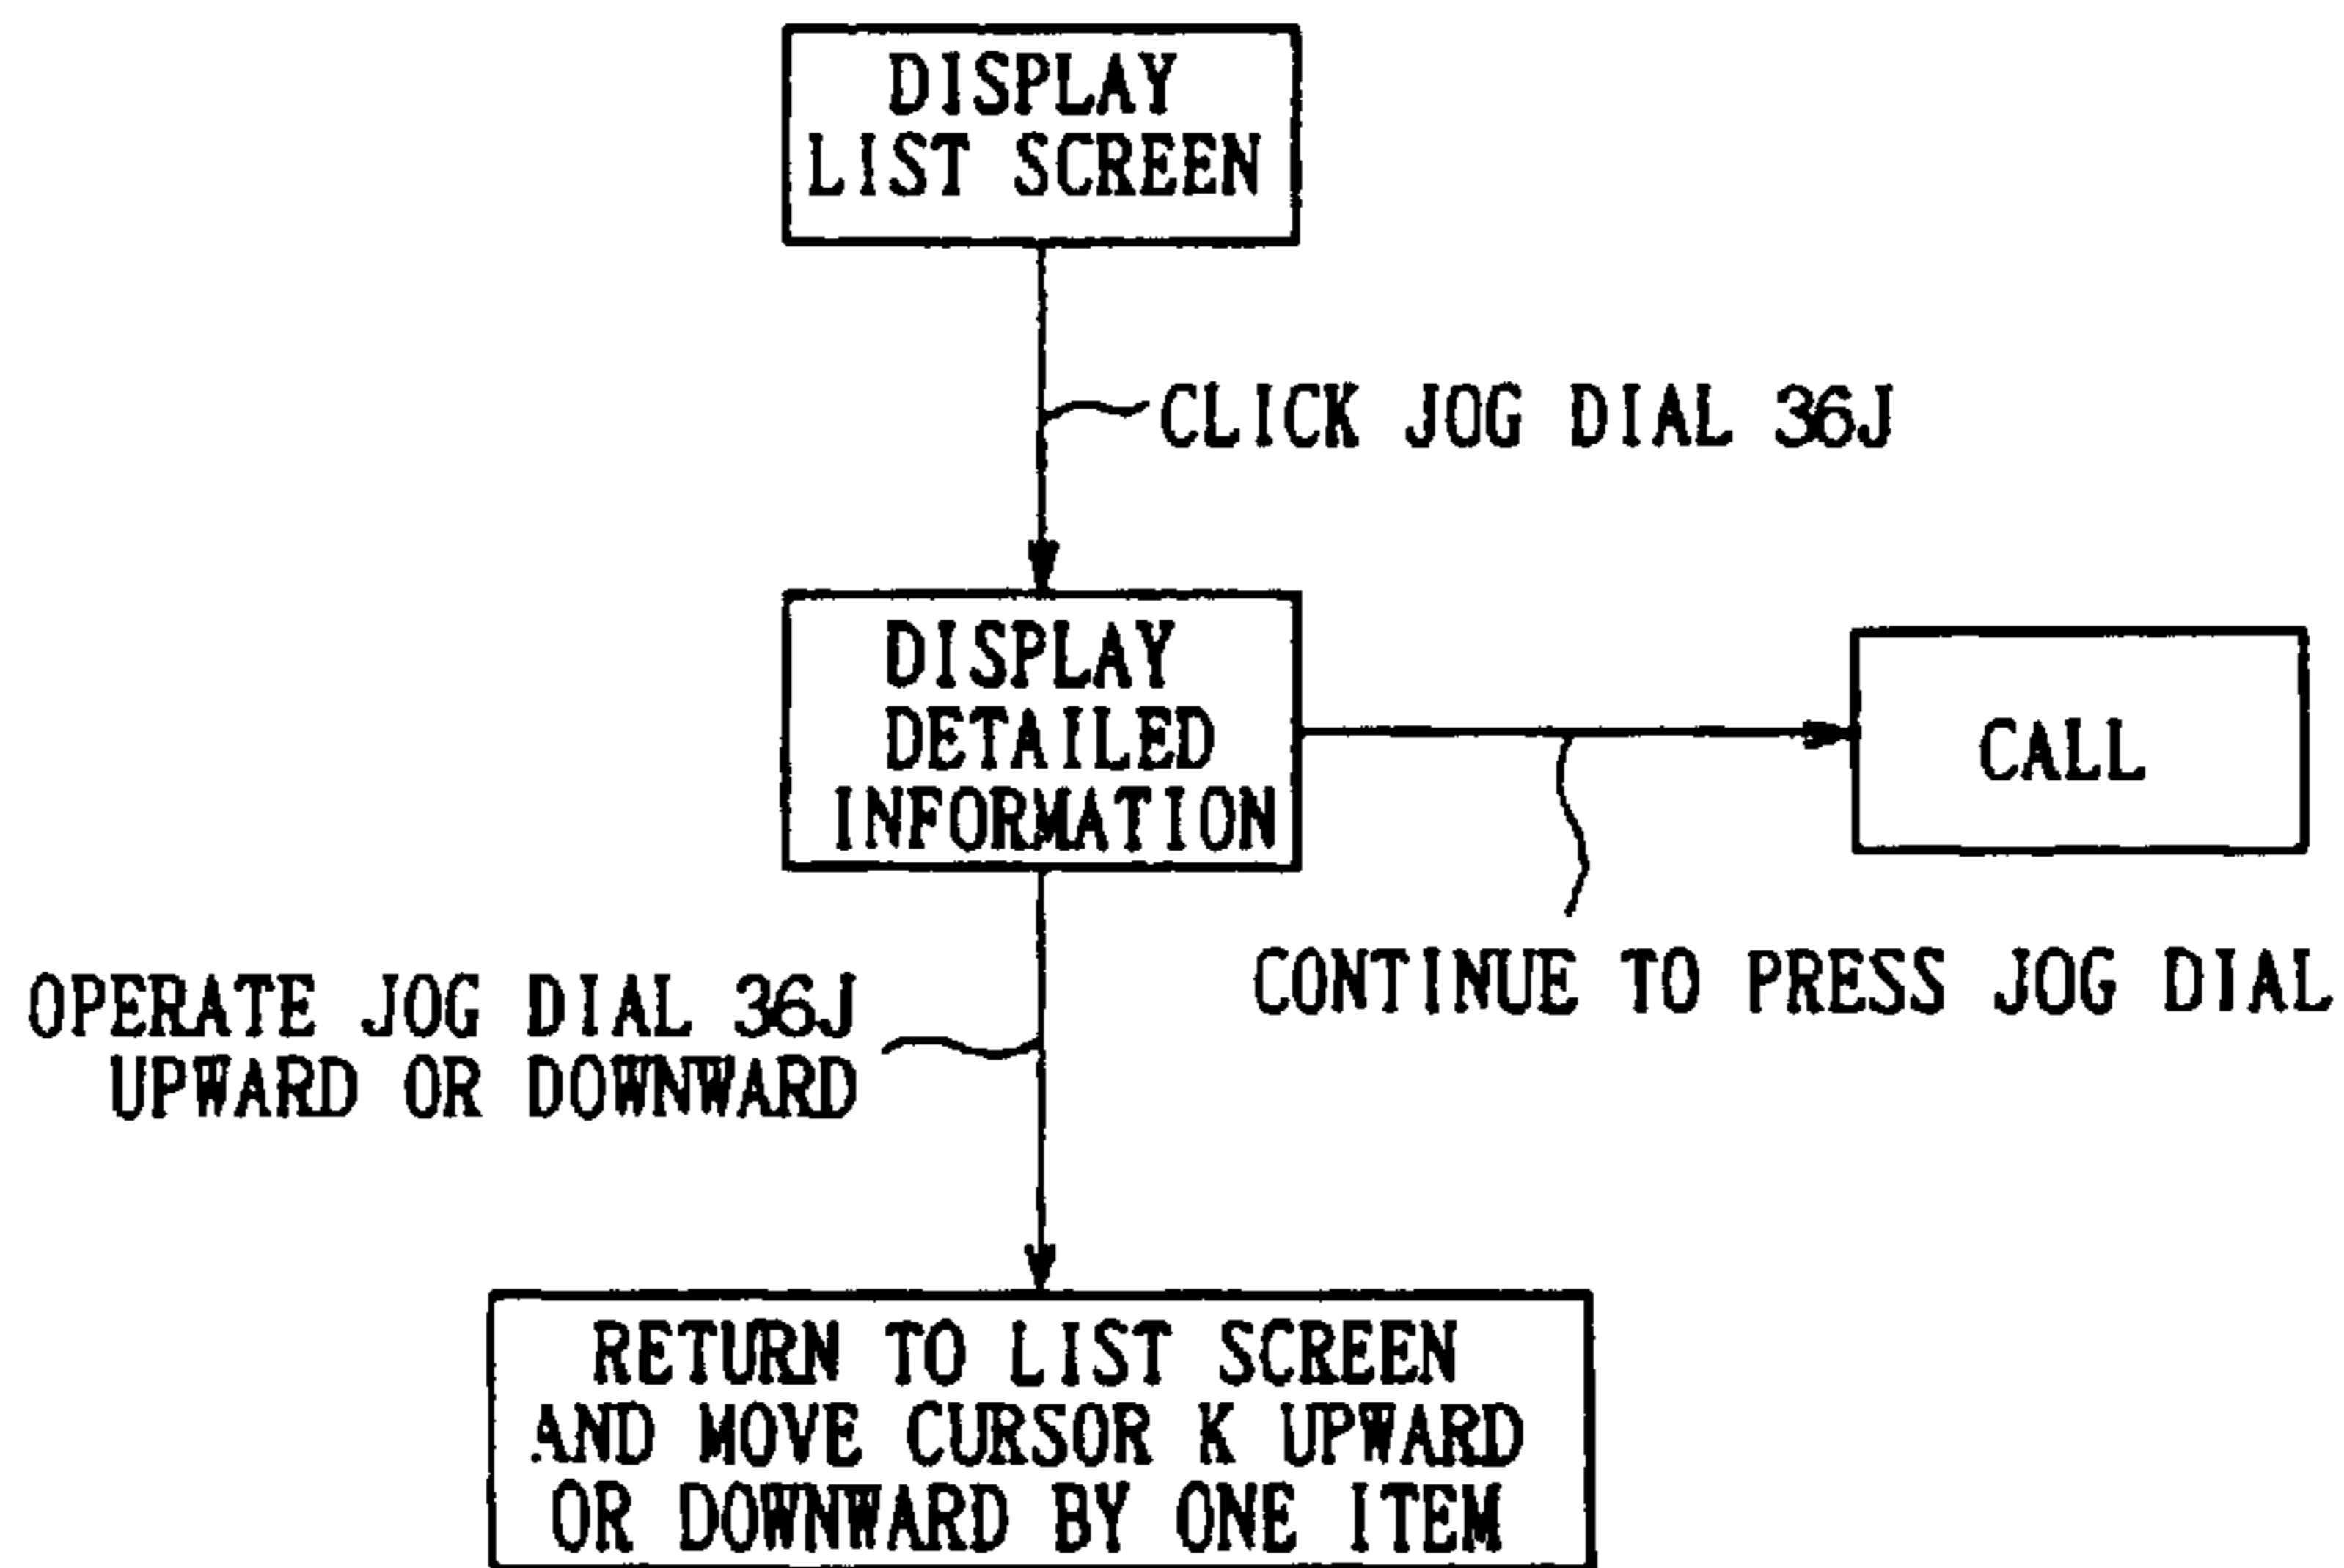 DISPLAY
LIST SCREEN
CLICK JOG DIAL 36J
DISPLAY
DETAILED
INFORMATION
CALL
CONTINUE TO PRESS JOG DIAL
OPERATE JOG DIAL 36J
UPWARD OR DOWNWARD
RETURN TO LIST SCREEN
AND MOVE CURSOR K UPWARD
OR DOWNWARD BY ONE ITEM